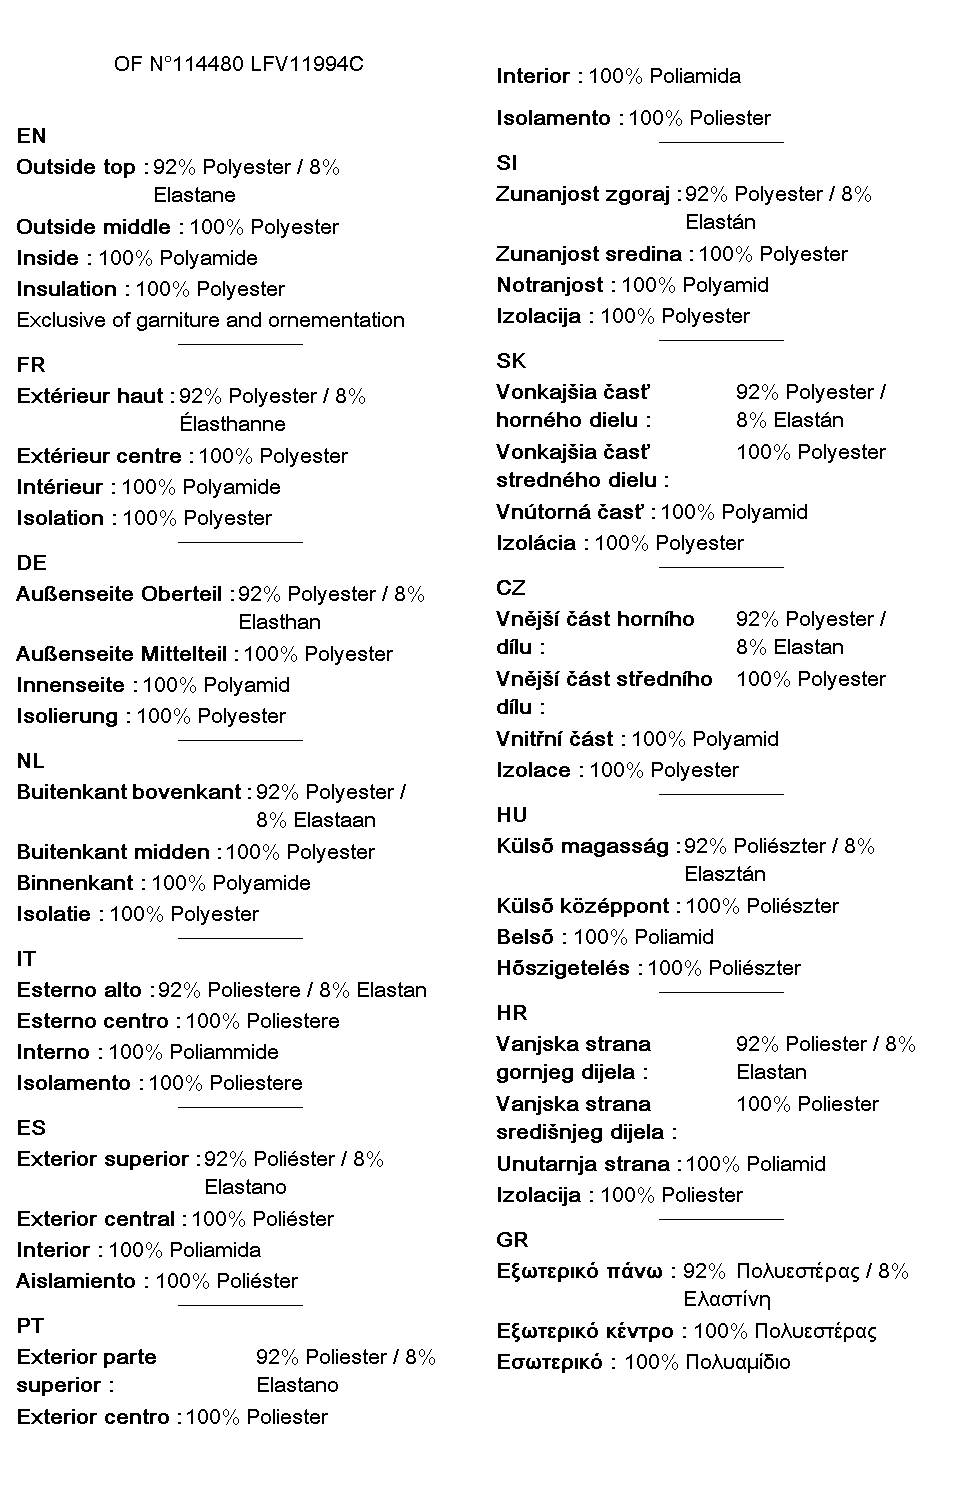 OF N°114480 LFV11994C
EN
Outside top : 92% Polyester / 8%
Elastane
Outside middle : 100% Polyester
Inside : 100% Polyamide
Insulation : 100% Polyester
Exclusive of garniture and ornementation
FR
Extérieur haut : 92% Polyester / 8%
Élasthanne
Extérieur centre : 100% Polyester
Intérieur : 100% Polyamide
Isolation : 100% Polyester
DE
Außenseite Oberteil : 92% Polyester / 8%
Elasthan
Außenseite Mittelteil : 100% Polyester
Innenseite : 100% Polyamid
Isolierung : 100% Polyester
NL
Buitenkant bovenkant : 92% Polyester /
8% Elastaan
Buitenkant midden : 100% Polyester
Binnenkant : 100% Polyamide
Isolatie : 100% Polyester
IT
Esterno alto : 92% Poliestere / 8% Elastan
Esterno centro : 100% Poliestere
Interno : 100% Poliammide
Isolamento : 100% Poliestere
ES
Exterior superior : 92% Poliéster / 8%
Elastano
Exterior central : 100% Poliéster
Interior : 100% Poliamida
Aislamiento : 100% Poliéster
PT
Exterior parte 92% Poliester / 8%
superior : Elastano
Exterior centro : 100% Poliester
Interior : 100% Poliamida
Isolamento : 100% Poliester
SI
Zunanjost zgoraj : 92% Polyester / 8%
Elastán
Zunanjost sredina : 100% Polyester
Notranjost : 100% Polyamid
Izolacija : 100% Polyester
SK
Vonkajšia časť 92% Polyester /
horného dielu : 8% Elastán
Vonkajšia časť 100% Polyester
stredného dielu :
Vnútorná časť : 100% Polyamid
Izolácia : 100% Polyester
CZ
Vnější část horního 92% Polyester /
dílu : 8% Elastan
Vnější část středního 100% Polyester
dílu :
Vnitřní část : 100% Polyamid
Izolace : 100% Polyester
HU
Külső magasság : 92% Poliészter / 8%
Elasztán
Külső középpont : 100% Poliészter
Belső : 100% Poliamid
Hőszigetelés : 100% Poliészter
HR
Vanjska strana 92% Poliester / 8%
gornjeg dijela : Elastan
Vanjska strana 100% Poliester
središnjeg dijela :
Unutarnja strana : 100% Poliamid
Izolacija : 100% Poliester
GR
Εξωτερικό πάνω : 92% Πολυεστέρας / 8%
Ελαστίνη
Εξωτερικό κέντρο : 100% Πολυεστέρας
Εσωτερικό : 100% Πολυαμίδιο